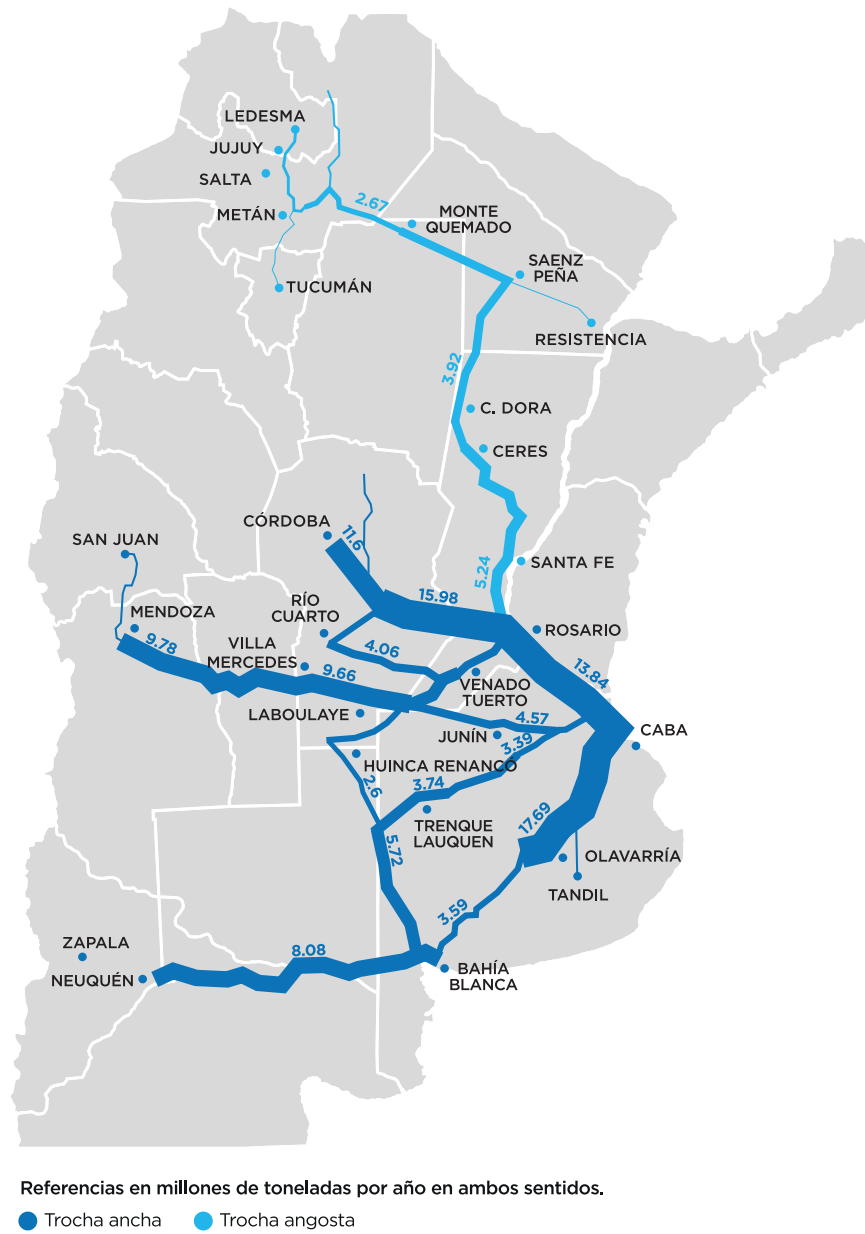 LEDESMA
JUJUY
SALTA
METÁN
2.67
MONTE
QUEMADO
SAENZ
PEÑA
TUCUMÁN
RESISTENCIA
3.92
C. DORA
CERES
CÓRDOBA
11.6
SAN JUAN
5.24
SANTA FE
15.98
MENDOZA
9.78
RÍO
CUARTO
ROSARIO
VILLA
MERCEDES
4.06
9.66
13.84
VENADO
TUERTO
LABOULAYE
4.57
JUNÍN
3.39
CABA
HUINCA RENANCÓ
2.6
3.74
TRENQUE
LAUQUEN
17.69
5.72
OLAVARRÍA
TANDIL
3.59
ZAPALA
NEUQUÉN
8.08
BAHÍA
BLANCA
Referencias en millones de toneladas por año en ambos sentidos.
Trocha ancha
Trocha angosta